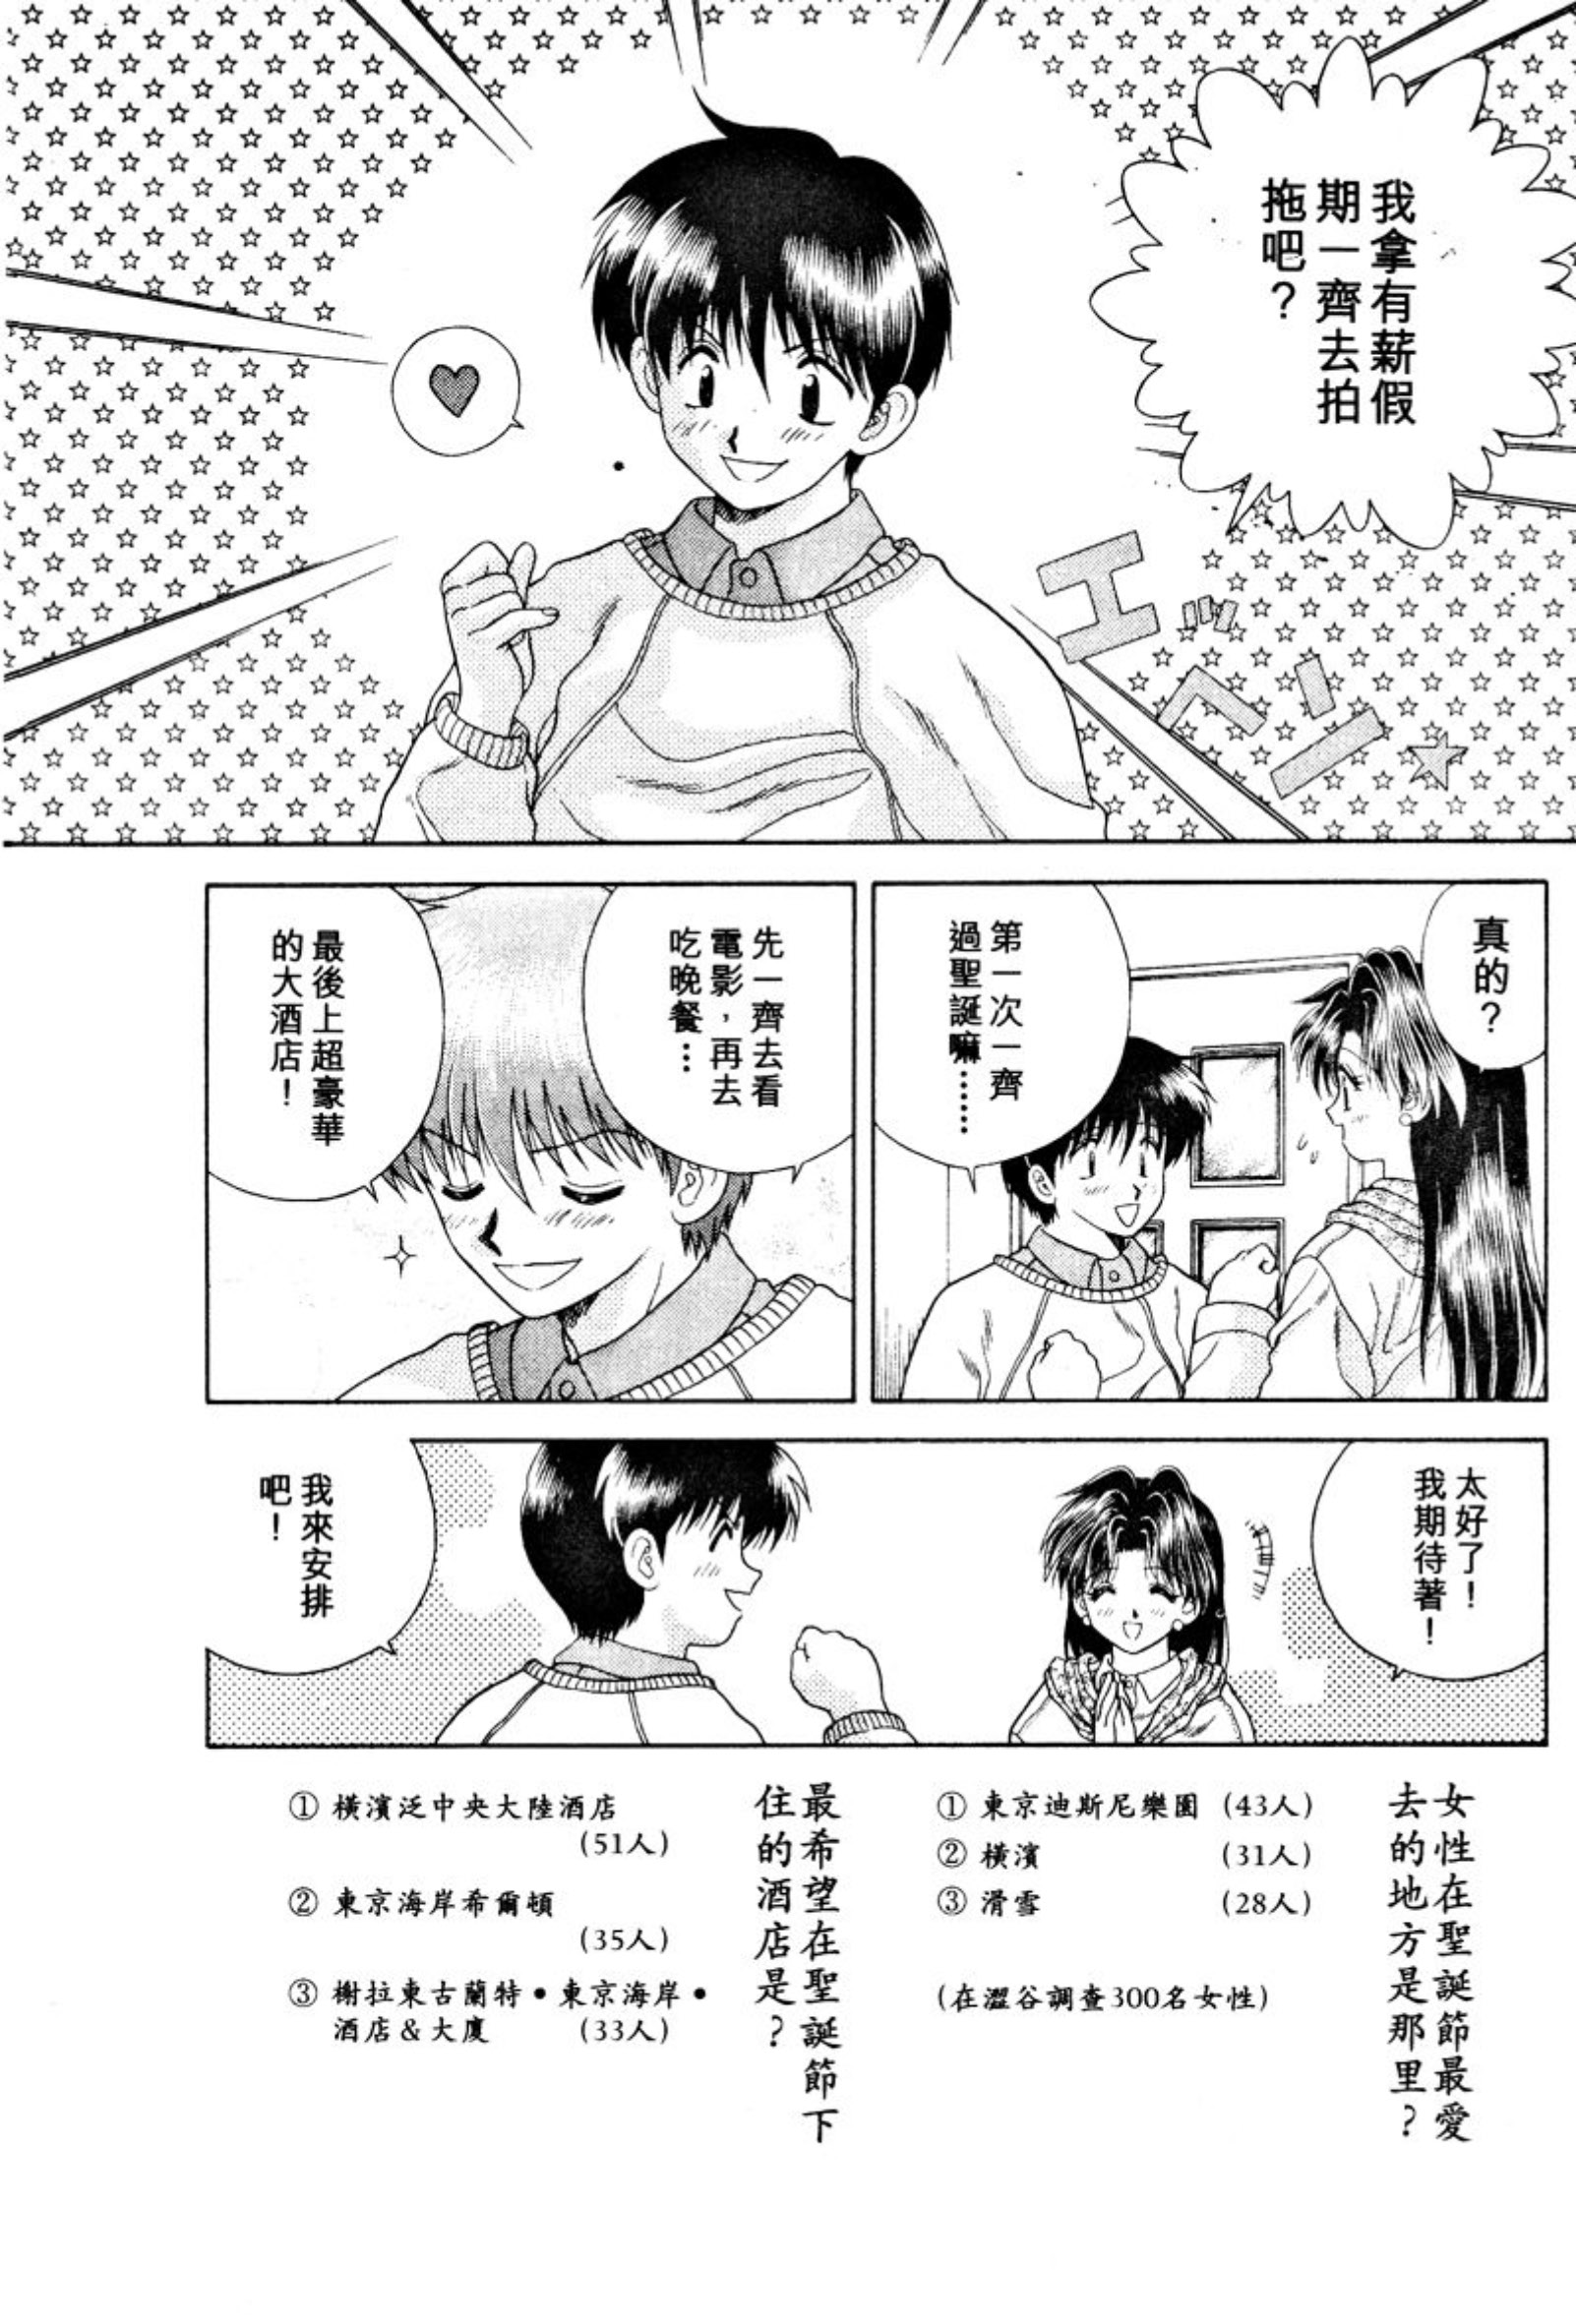 我拿有薪假
期一齊去拍
拖吧？
エッヘン★
真的？
第一次一齊
過聖誕嘛……
先一齊去看
電影，再去
吃晚餐…
最後上超豪華
的大酒店！
太好了！
我期待著！
我來安排
吧！
女性在聖誕節最愛
去的地方是那里？
① 東京迪斯尼樂園 (43人)
② 橫濱 (31人)
③ 滑雪 (28人)
(在澀谷調查300名女性)
最希望在聖誕節下
住的酒店是？
① 橫濱泛中央大陸酒店
(51人)
② 東京海岸希爾頓
(35人)
③ 榭拉東古蘭特•東京海岸•
酒店＆大廈 (33人)